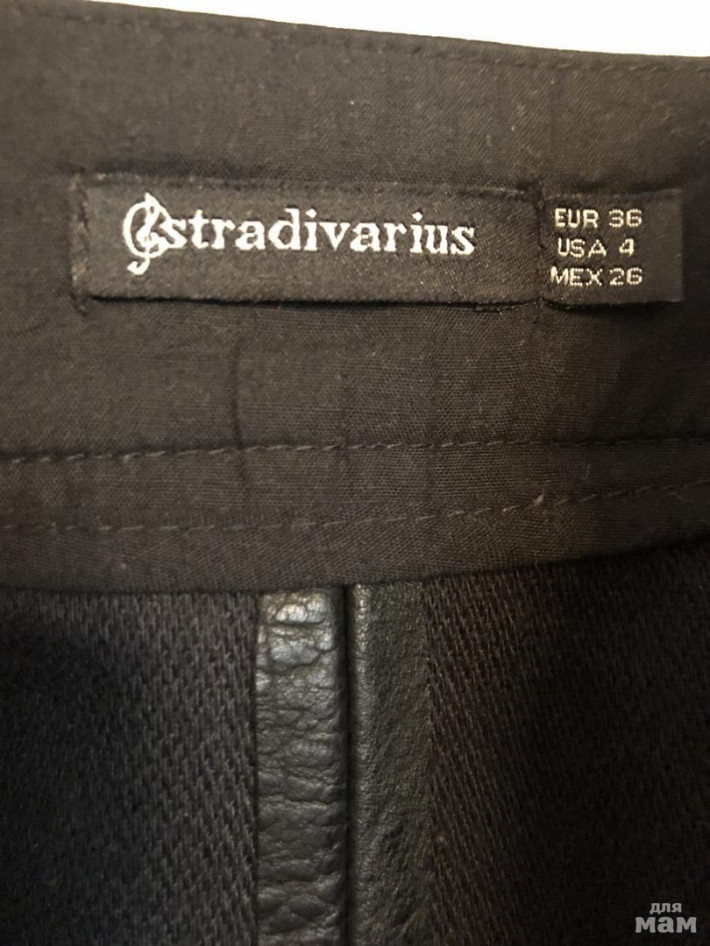 stradivarius
EUR 36
USA 4
MEX 26
для
мам